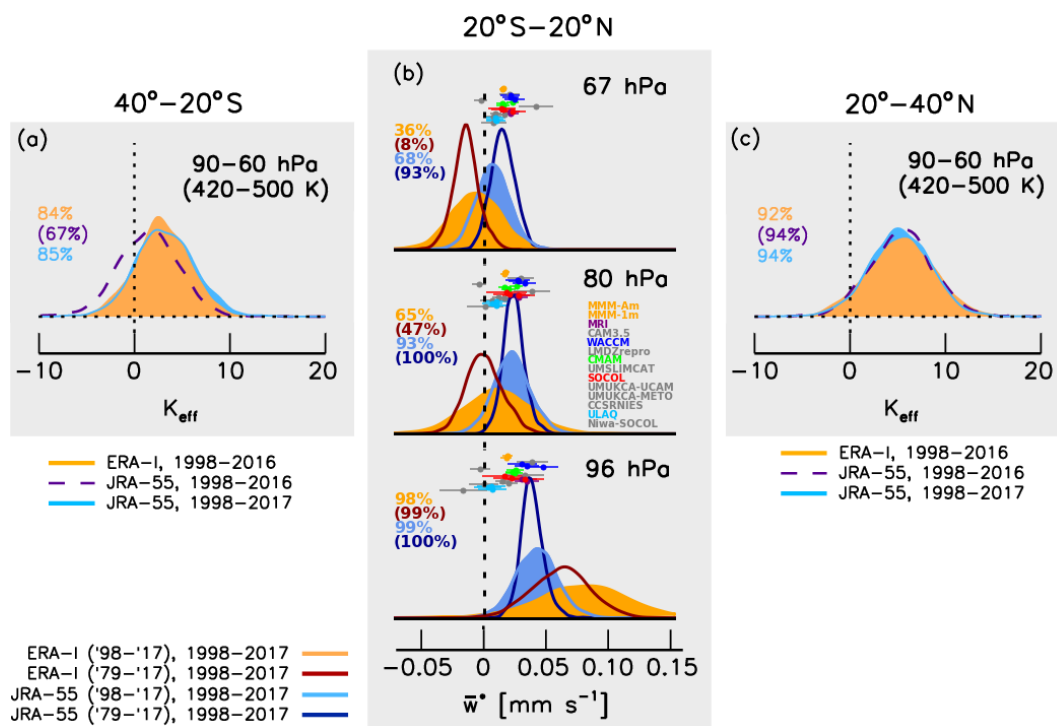 20°S−20°N
40°−20°S
20°−40°N
(a)
90−60 hPa
(420−500 K)
84%
(67%)
85%
−10 0 10 20
K_eff
ERA−I, 1998−2016
JRA−55, 1998−2016
JRA−55, 1998−2017
(b)
67 hPa
36%
(8%)
68%
(93%)
80 hPa
65%
(47%)
93%
(100%)
MMM-Am
MMM-1m
MRI
CAM3.5
WACCM
LMDZrepro
CMAM
UMSLIMCAT
SOCOL
UMUKCA-UCAM
UMUKCA-METO
CCSRNIES
ULAQ
Niwa-SOCOL
96 hPa
98%
(99%)
99%
(100%)
−0.05 0 0.05 0.10 0.15
w̅* [mm s⁻¹]
(c)
90−60 hPa
(420−500 K)
92%
(94%)
94%
−10 0 10 20
K_eff
ERA−I, 1998−2016
JRA−55, 1998−2016
JRA−55, 1998−2017
ERA−I ('98−'17), 1998−2017
ERA−I ('79−'17), 1998−2017
JRA−55 ('98−'17), 1998−2017
JRA−55 ('79−'17), 1998−2017